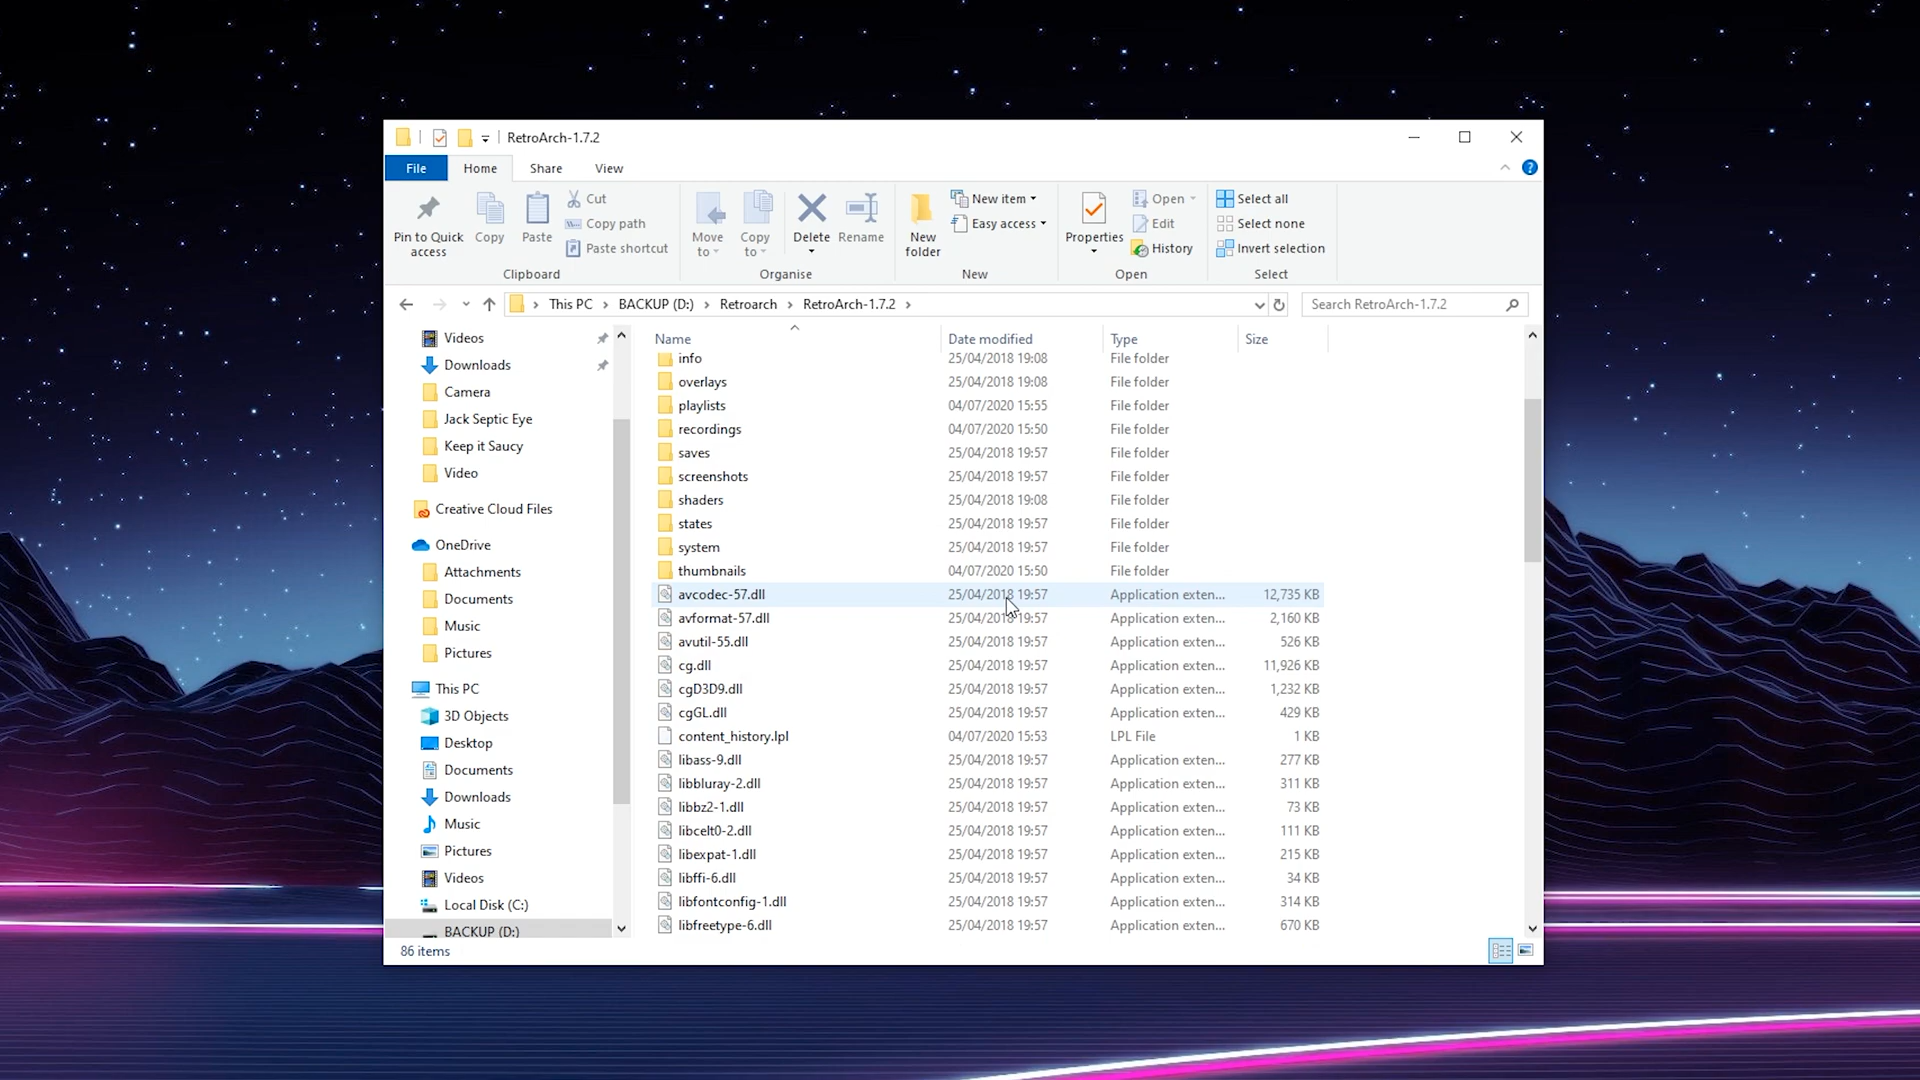 RetroArch-1.7.2
File Home Share View
Pin to Quick access
Copy
Paste
Cut
Copy path
Paste shortcut
Clipboard
Move to
Copy to
Delete
Rename
Organise
New folder
New item
Easy access
New
Properties
Open
Edit
History
Open
Select all
Select none
Invert selection
Select
This PC BACKUP (D:) Retroarch RetroArch-1.7.2
Search RetroArch-1.7.2
Videos
Downloads
Camera
Jack Septic Eye
Keep it Saucy
Video
Creative Cloud Files
OneDrive
Attachments
Documents
Music
Pictures
This PC
3D Objects
Desktop
Documents
Downloads
Music
Pictures
Videos
Local Disk (C:)
BACKUP (D:)
Name Date modified Type Size
info 25/04/2018 19:08 File folder
overlays 25/04/2018 19:08 File folder
playlists 04/07/2020 15:55 File folder
recordings 04/07/2020 15:50 File folder
saves 25/04/2018 19:57 File folder
screenshots 25/04/2018 19:57 File folder
shaders 25/04/2018 19:08 File folder
states 25/04/2018 19:57 File folder
system 25/04/2018 19:57 File folder
thumbnails 04/07/2020 15:50 File folder
avcodec-57.dll 25/04/2018 19:57 Application exten... 12,735 KB
avformat-57.dll 25/04/2018 19:57 Application exten... 2,160 KB
avutil-55.dll 25/04/2018 19:57 Application exten... 526 KB
cg.dll 25/04/2018 19:57 Application exten... 11,926 KB
cgD3D9.dll 25/04/2018 19:57 Application exten... 1,232 KB
cgGL.dll 25/04/2018 19:57 Application exten... 429 KB
content_history.lpl 04/07/2020 15:53 LPL File 1 KB
libass-9.dll 25/04/2018 19:57 Application exten... 277 KB
libbluray-2.dll 25/04/2018 19:57 Application exten... 311 KB
libbz2-1.dll 25/04/2018 19:57 Application exten... 73 KB
libcelt0-2.dll 25/04/2018 19:57 Application exten... 111 KB
libexpat-1.dll 25/04/2018 19:57 Application exten... 215 KB
libffi-6.dll 25/04/2018 19:57 Application exten... 34 KB
libfontconfig-1.dll 25/04/2018 19:57 Application exten... 314 KB
libfreetype-6.dll 25/04/2018 19:57 Application exten... 670 KB
86 items